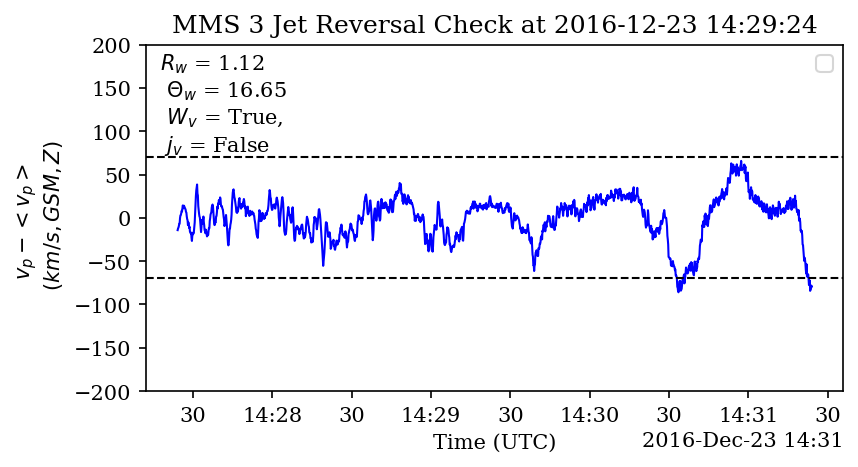 MMS 3 Jet Reversal Check at 2016-12-23 14:29:24
R_w = 1.12
Θ_w = 16.65
W_v = True,
j_v = False
v_p − < v_p >
(km/s, GSM, Z)
200
150
100
50
0
−50
−100
−150
−200
30 14:28 30 14:29 30 14:30 30 14:31 30
Time (UTC)
2016-Dec-23 14:31